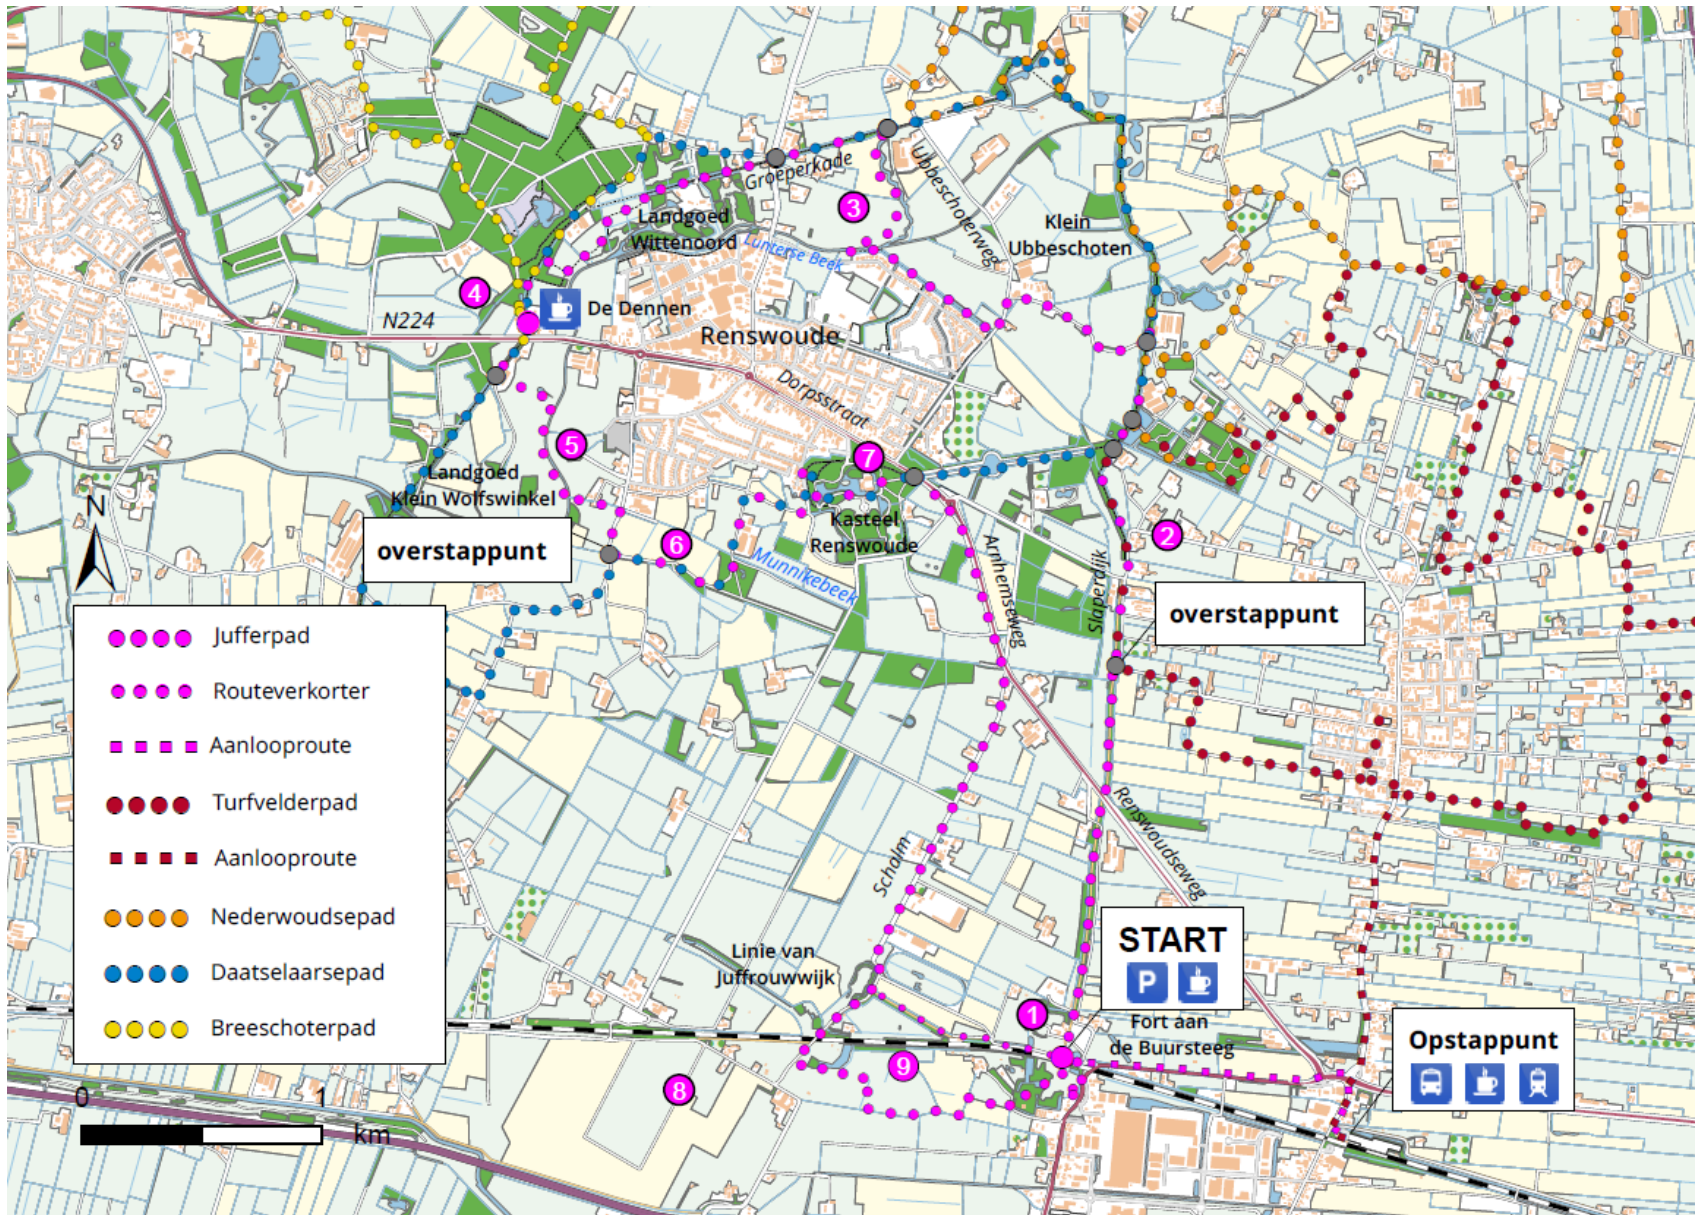 Groeperkade
Ubbeschoterweg
3
Landgoed
Wittenoord
Klein
Ubbeschoten
Lunterse Beek
4
De Dennen
N224
Renswoude
Dorpsstraat
5
7
Landgoed
Klein Wolfswinkel
N
Kasteel
Renswoude
overstappunt
6
2
Munnikebeek
Arnhemseweg
Slaperdijk
overstappunt
Jufferpad
Routeverkorter
Aanlooproute
Turfvelderpad
Aanlooproute
Nederwoudsepad
Daatselaarsepad
Breeschoterpad
Renswoudseweg
Schalm
START
P
Linie van
Juffrouwwijk
1
Fort aan
de Buursteeg
Opstappunt
9
8
0 1
km